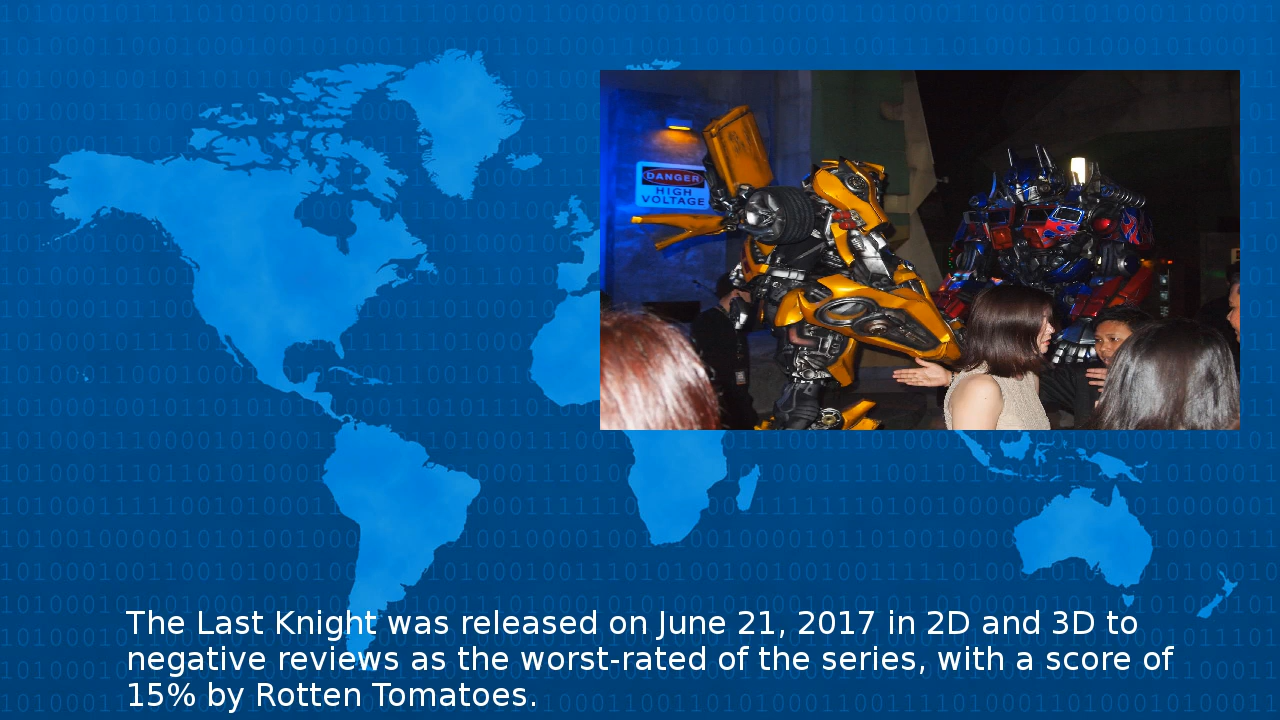 DANGER
HIGH
VOLTAGE
The Last Knight was released on June 21, 2017 in 2D and 3D to
negative reviews as the worst-rated of the series, with a score of
15% by Rotten Tomatoes.